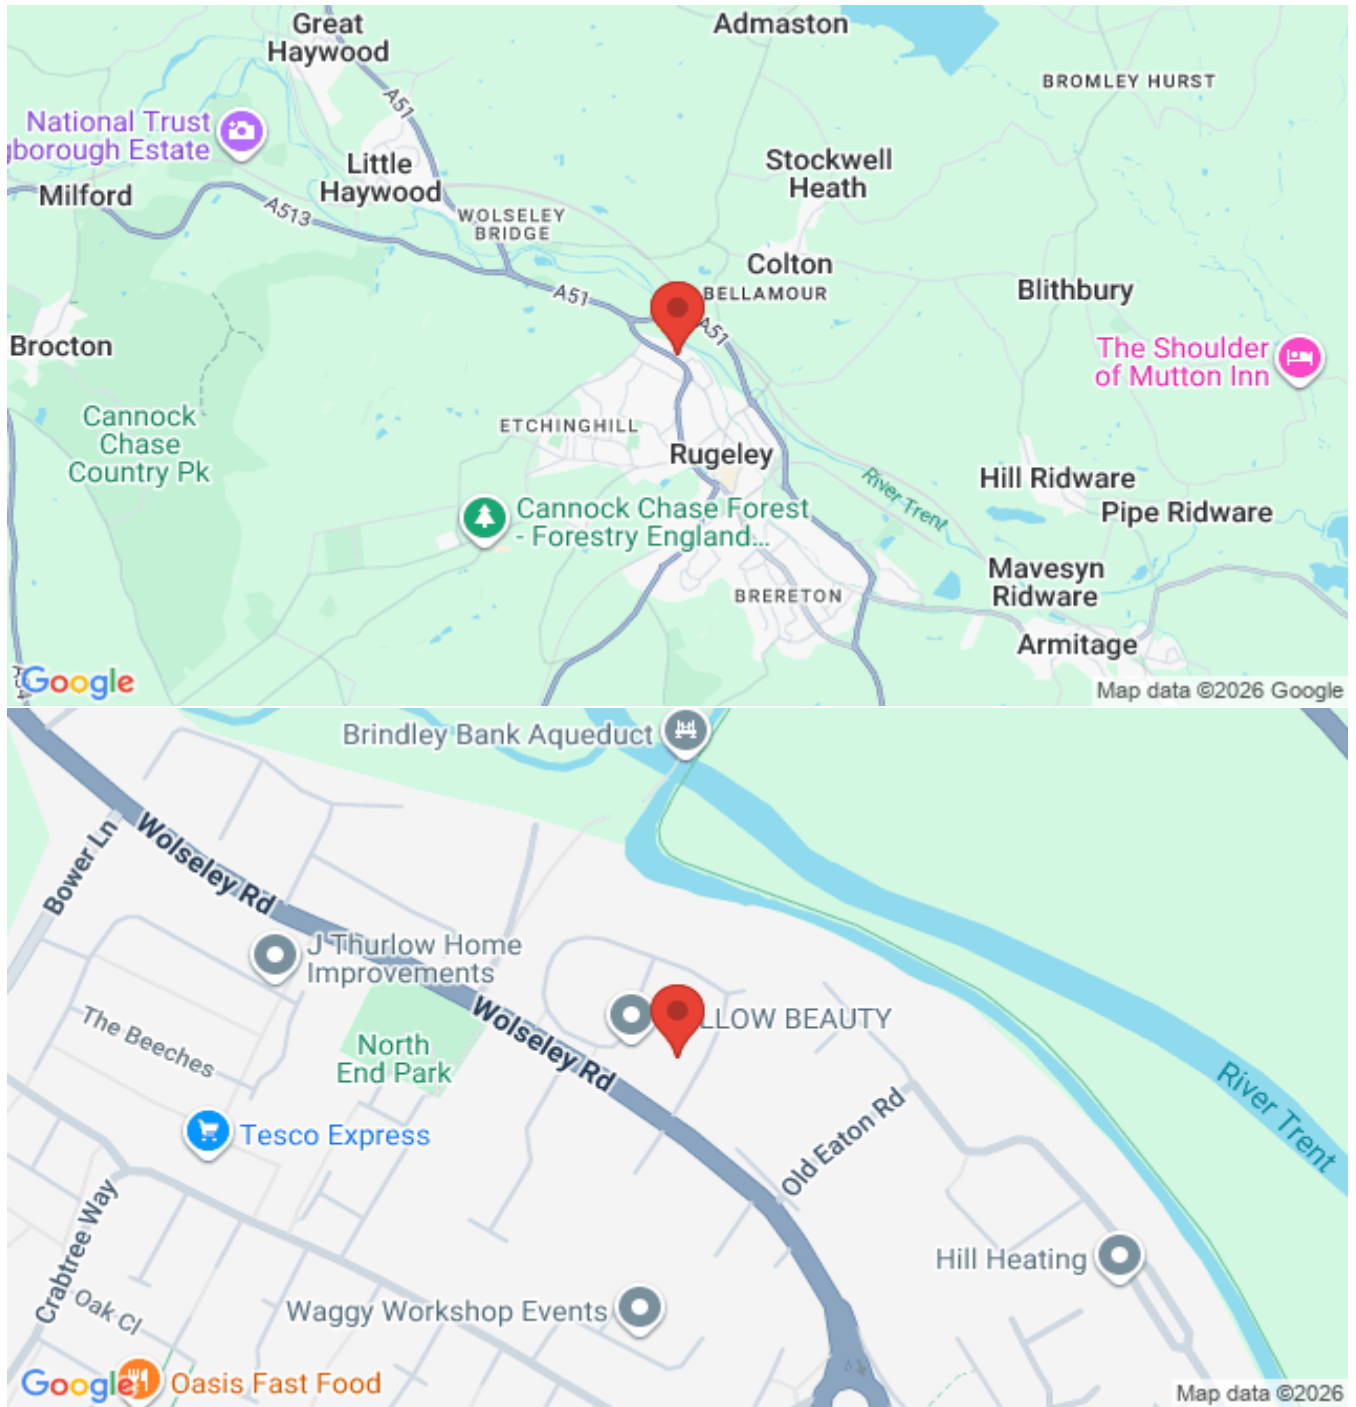 Great
Haywood
Admaston
BROMLEY HURST
A51
National Trust
gborough Estate
Little
Haywood
Stockwell
Heath
Milford
A513
WOLSELEY
BRIDGE
Colton
A51
BELLAMOUR
Blithbury
A51
Brocton
The Shoulder
of Mutton Inn
Cannock
Chase
Country Pk
ETCHINGHILL
Rugeley
River Trent
Hill Ridware
Cannock Chase Forest
- Forestry England...
Pipe Ridware
Mavesyn
Ridware
BRERETON
Armitage
Google
Map data ©2026 Google
Brindley Bank Aqueduct
Bower Ln
Wolseley Rd
J Thurlow Home
Improvements
The Beeches
North
End Park
Wolseley Rd
LLOW BEAUTY
Tesco Express
Old Eaton Rd
River Trent
Crabtree Way
Oak Cl
Hill Heating
Waggy Workshop Events
Google
Oasis Fast Food
Map data ©2026